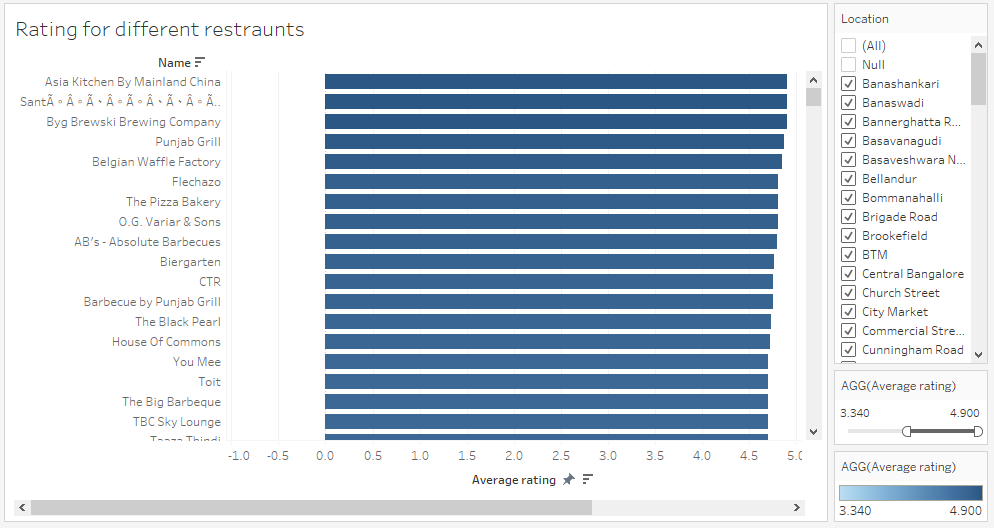 Rating for different restraunts
Name
Asia Kitchen By Mainland China
SantÃ
Byg Brewski Brewing Company
Punjab Grill
Belgian Waffle Factory
Flechazo
The Pizza Bakery
O.G. Variar & Sons
AB's - Absolute Barbecues
Biergarten
CTR
Barbecue by Punjab Grill
The Black Pearl
House Of Commons
You Mee
Toit
The Big Barbeque
TBC Sky Lounge
Taaza Thindi
-1.0 -0.5 0.0 0.5 1.0 1.5 2.0 2.5 3.0 3.5 4.0 4.5 5.0
Average rating
Location
(All)
Null
Banashankari
Banaswadi
Bannerghatta R...
Basavanagudi
Basaveshwara N...
Bellandur
Bommanahalli
Brigade Road
Brookefield
BTM
Central Bangalore
Church Street
City Market
Commercial Stre...
Cunningham Road
AGG(Average rating)
3.340 4.900
AGG(Average rating)
3.340 4.900